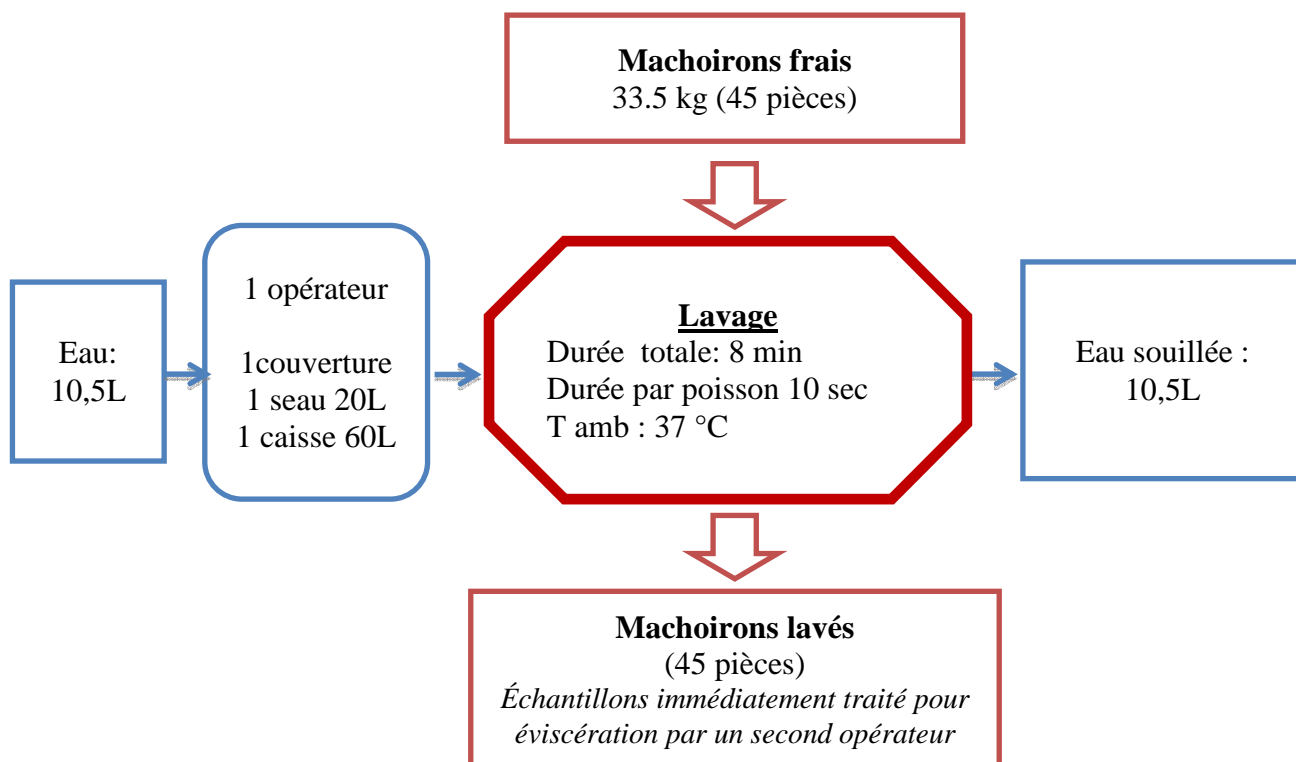 Machoirons frais
33.5 kg (45 pièces)
Eau:
10,5L
1 opérateur
1couverture
1 seau 20L
1 caisse 60L
Lavage
Durée totale: 8 min
Durée par poisson 10 sec
T amb : 37 °C
Eau souillée :
10,5L
Machoirons lavés
(45 pièces)
Échantillons immédiatement traité pour
éviscération par un second opérateur